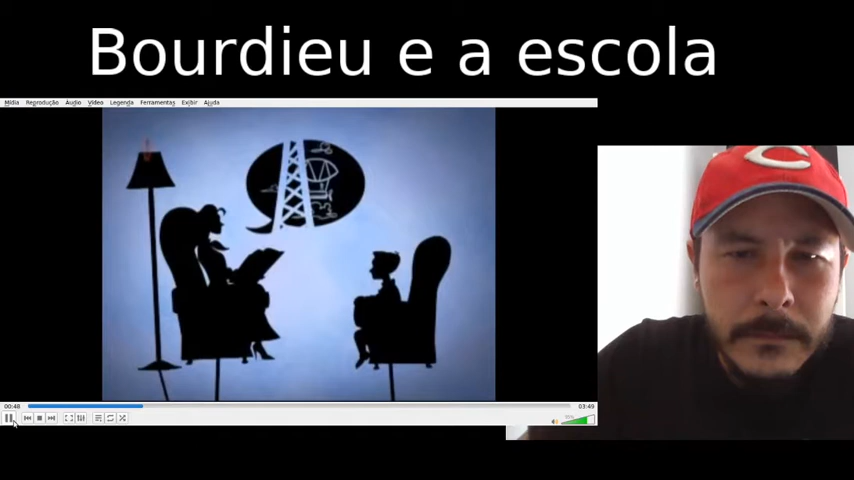 Bourdieu e a escola
Mídia Reprodução Áudio Vídeo Legenda Ferramentas Exibir Ajuda
C
00:48
03:49